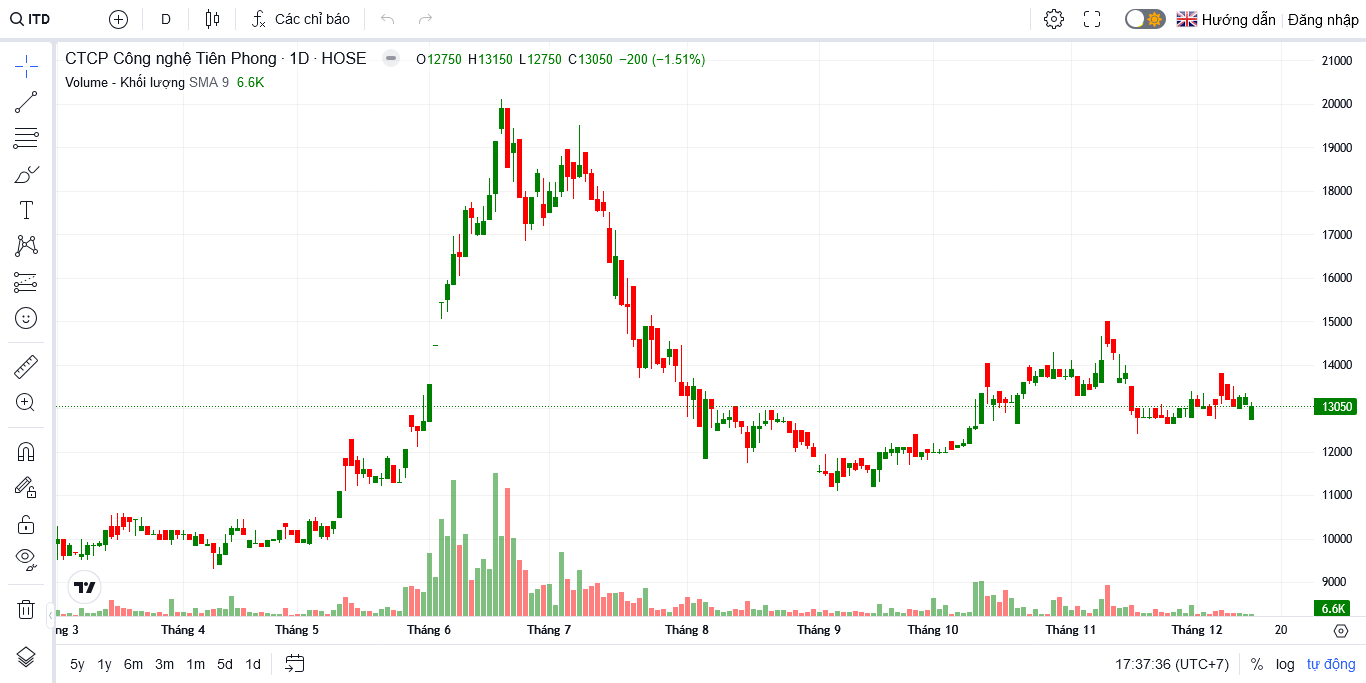 ITD D Các chỉ báo Hướng dẫn Đăng nhập
CTCP Công nghệ Tiên Phong · 1D · HOSE O12750 H13150 L12750 C13050 −200 (−1.51%)
Volume - Khối lượng SMA 9 6.6K
21000
20000
19000
18000
17000
16000
15000
14000
13050
12000
11000
10000
9000
6.6K
ng 3 Tháng 4 Tháng 5 Tháng 6 Tháng 7 Tháng 8 Tháng 9 Tháng 10 Tháng 11 Tháng 12 20
5y 1y 6m 3m 1m 5d 1d 17:37:36 (UTC+7) % log tự động